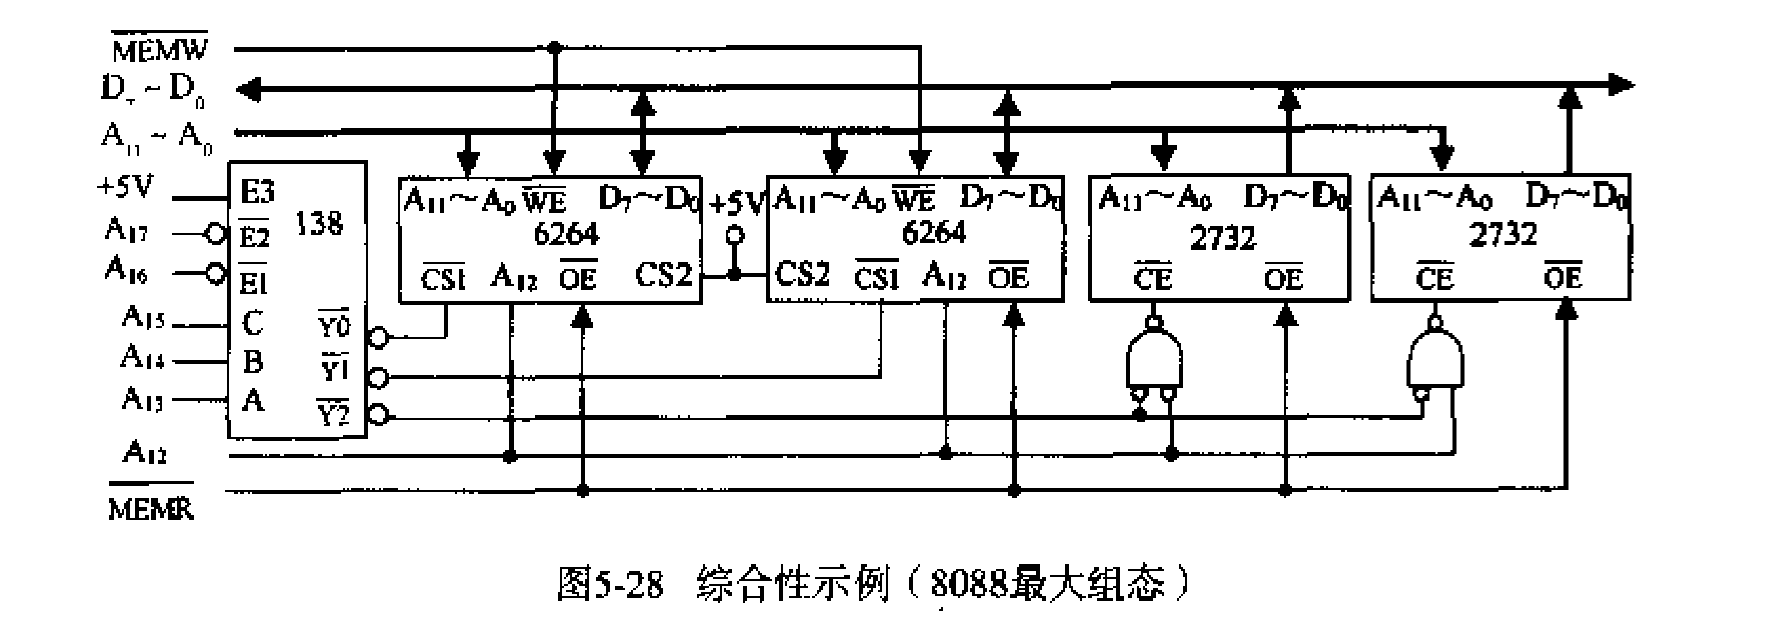 MEMW
D₇ ~ D₀
A₁₁ ~ A₀
+5V
A₁₇
A₁₆
A₁₅
A₁₄
A₁₃
A₁₂
MEMR
E3
138
E2
E1
C
B
A
Y0
Y1
Y2
A₁₁～A₀ WE D₇～D₀
6264
CS1 A₁₂ OE CS2
+5V
A₁₁～A₀ WE D₇～D₀
6264
CS2 CS1 A₁₂ OE
A₁₁～A₀ D₇～D₀
2732
CE OE
A₁₁～A₀ D₇～D₀
2732
CE OE
图5-28 综合性示例（8088最大组态）